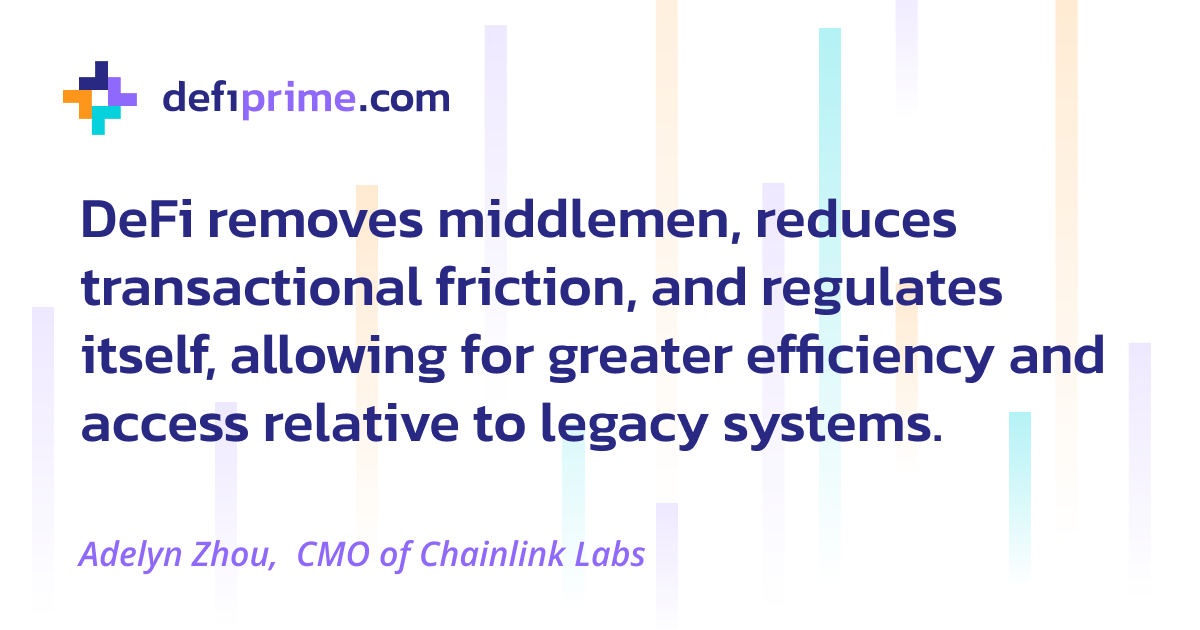 defiprime.com
DeFi removes middlemen, reduces
transactional friction, and regulates
itself, allowing for greater efficiency and
access relative to legacy systems.
Adelyn Zhou,  CMO of Chainlink Labs